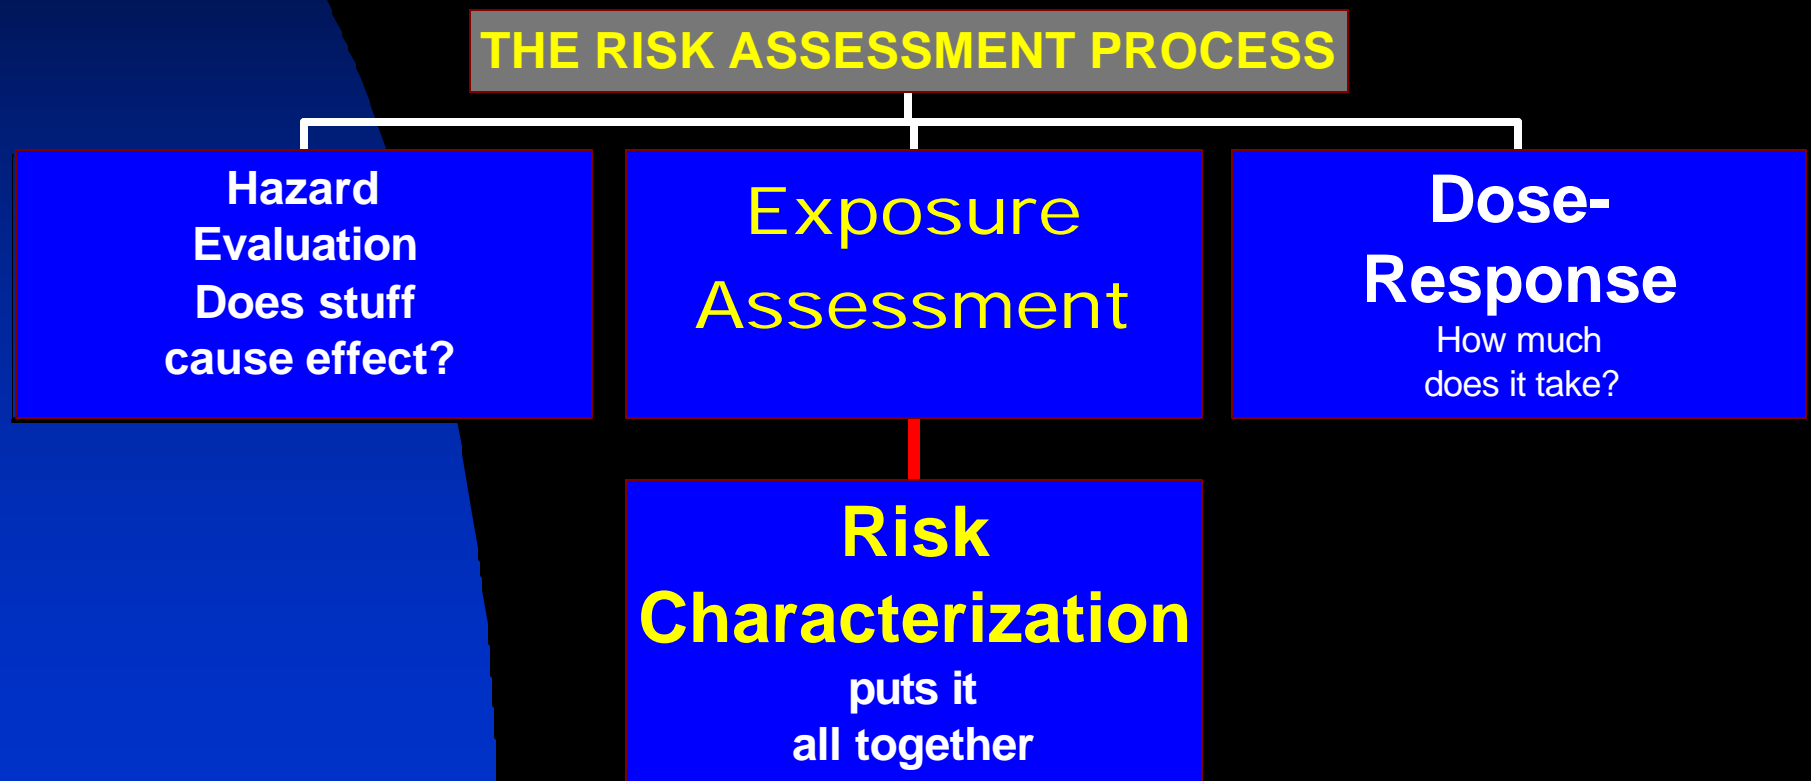 THE RISK ASSESSMENT PROCESS
Hazard
Evaluation
Does stuff
cause effect?
Exposure
Assessment
Dose-
Response
How much
does it take?
Risk
Characterization
puts it
all together